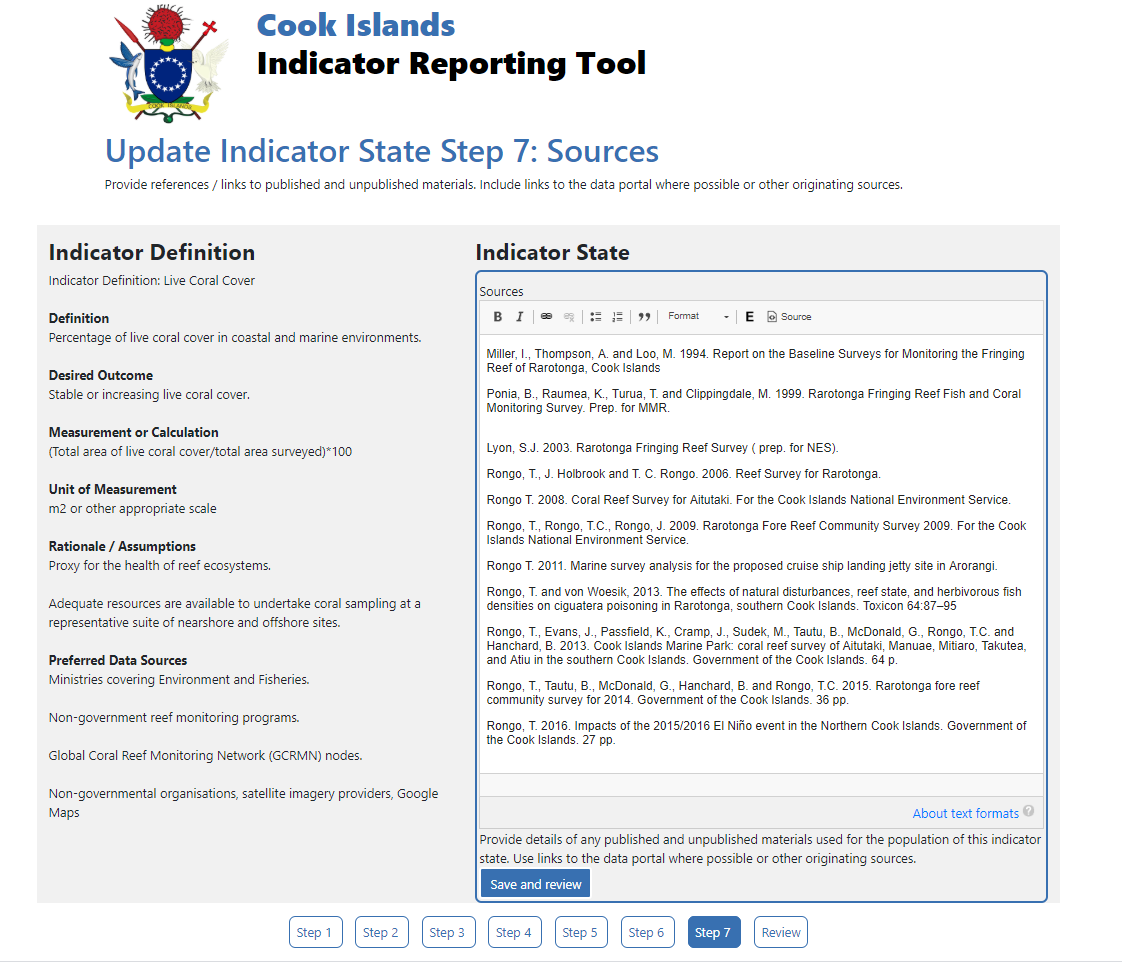 COOK ISLANDS
Cook Islands
Indicator Reporting Tool
Update Indicator State Step 7: Sources
Provide references / links to published and unpublished materials. Include links to the data portal where possible or other originating sources.
Indicator Definition
Indicator Definition: Live Coral Cover
Definition
Percentage of live coral cover in coastal and marine environments.
Desired Outcome
Stable or increasing live coral cover.
Measurement or Calculation
(Total area of live coral cover/total area surveyed)*100
Unit of Measurement
m2 or other appropriate scale
Rationale / Assumptions
Proxy for the health of reef ecosystems.
Adequate resources are available to undertake coral sampling at a
representative suite of nearshore and offshore sites.
Preferred Data Sources
Ministries covering Environment and Fisheries.
Non-government reef monitoring programs.
Global Coral Reef Monitoring Network (GCRMN) nodes.
Non-governmental organisations, satellite imagery providers, Google
Maps
Indicator State
Sources
B I Format E Source
Miller, I., Thompson, A. and Loo, M. 1994. Report on the Baseline Surveys for Monitoring the Fringing
Reef of Rarotonga, Cook Islands
Ponia, B., Raumea, K., Turua, T. and Clippingdale, M. 1999. Rarotonga Fringing Reef Fish and Coral
Monitoring Survey. Prep. for MMR.
Lyon, S.J. 2003. Rarotonga Fringing Reef Survey ( prep. for NES).
Rongo, T., J. Holbrook and T. C. Rongo. 2006. Reef Survey for Rarotonga.
Rongo T. 2008. Coral Reef Survey for Aitutaki. For the Cook Islands National Environment Service.
Rongo, T., Rongo, T.C., Rongo, J. 2009. Rarotonga Fore Reef Community Survey 2009. For the Cook
Islands National Environment Service.
Rongo T. 2011. Marine survey analysis for the proposed cruise ship landing jetty site in Arorangi.
Rongo, T. and von Woesik, 2013. The effects of natural disturbances, reef state, and herbivorous fish
densities on ciguatera poisoning in Rarotonga, southern Cook Islands. Toxicon 64:87–95
Rongo, T., Evans, J., Passfield, K., Cramp, J., Sudek, M., Tautu, B., McDonald, G., Rongo, T.C. and
Hanchard, B. 2013. Cook Islands Marine Park: coral reef survey of Aitutaki, Manuae, Mitiaro, Takutea,
and Atiu in the southern Cook Islands. Government of the Cook Islands. 64 p.
Rongo, T., Tautu, B., McDonald, G., Hanchard, B. and Rongo, T.C. 2015. Rarotonga fore reef
community survey for 2014. Government of the Cook Islands. 36 pp.
Rongo, T. 2016. Impacts of the 2015/2016 El Niño event in the Northern Cook Islands. Government of
the Cook Islands. 27 pp.
About text formats ?
Provide details of any published and unpublished materials used for the population of this indicator
state. Use links to the data portal where possible or other originating sources.
Save and review
Step 1 Step 2 Step 3 Step 4 Step 5 Step 6 Step 7 Review